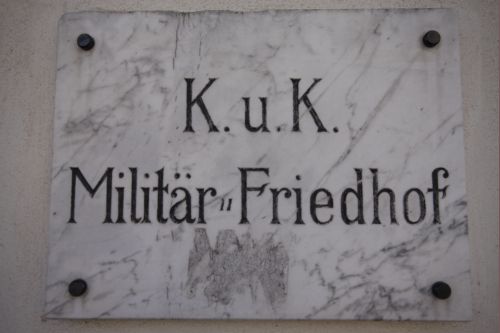 K. u. K.
Militär„Friedhof